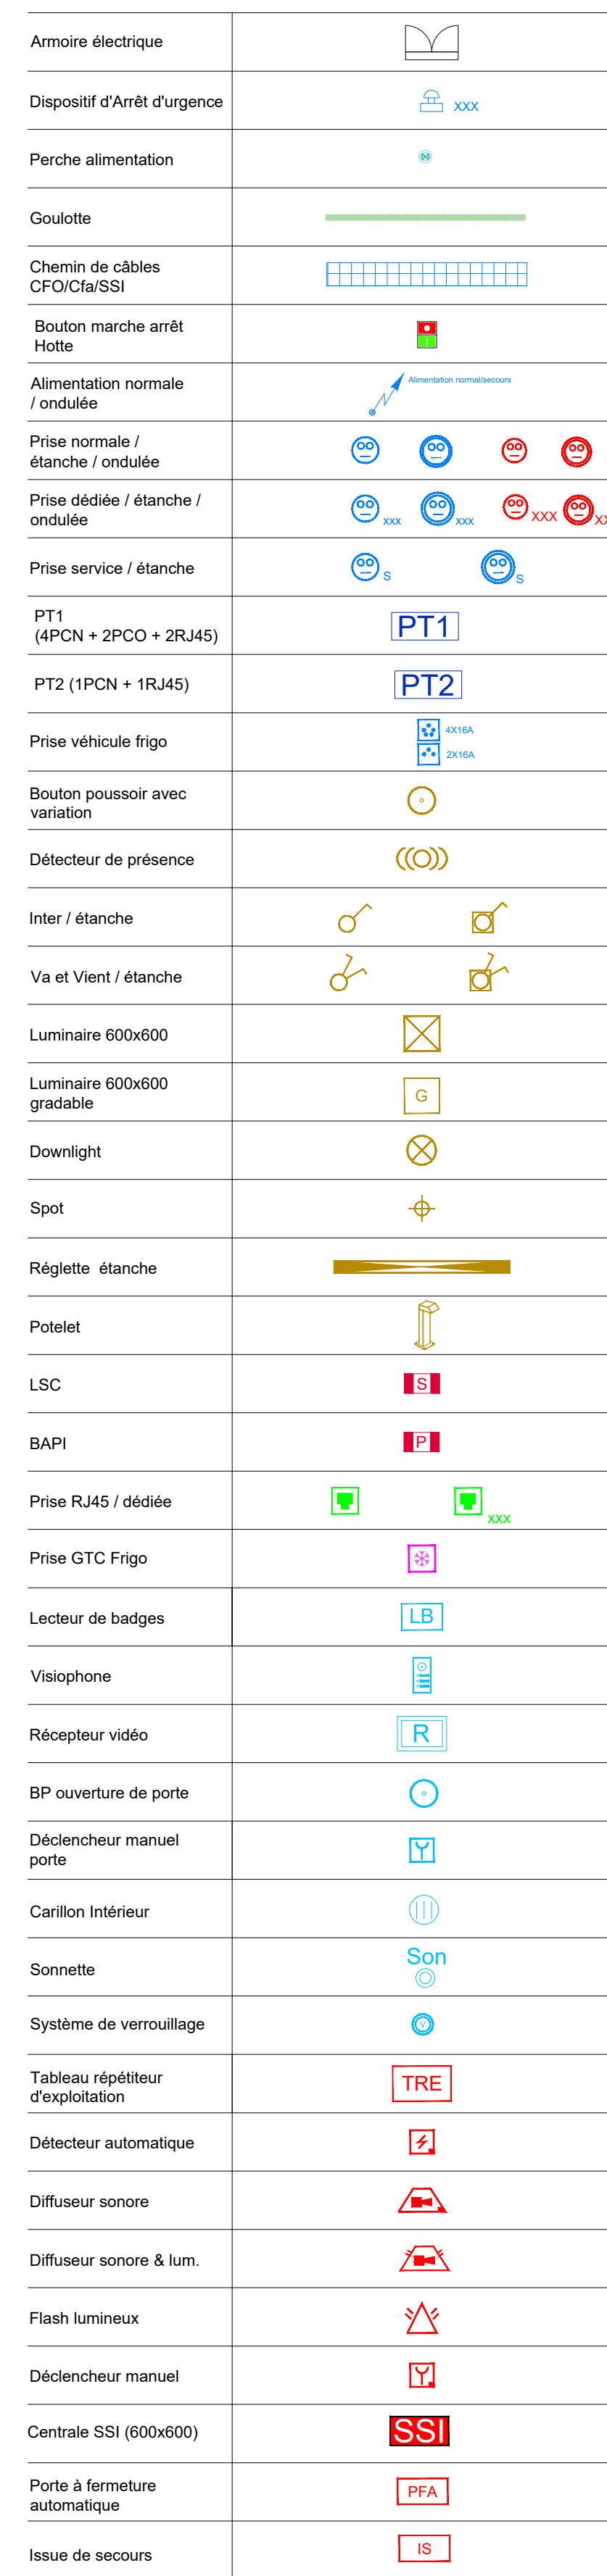 Armoire électrique
Dispositif d'Arrêt d'urgence
xxx
Perche alimentation
Goulotte
Chemin de câbles
CFO/Cfa/SSI
Bouton marche arrêt
Hotte
I
Alimentation normale
/ ondulée
Alimentation normal/secours
Prise normale /
étanche / ondulée
Prise dédiée / étanche /
ondulée
xxx xxx XXX XX
Prise service / étanche
S S
PT1
(4PCN + 2PCO + 2RJ45)
PT1
PT2 (1PCN + 1RJ45)
PT2
Prise véhicule frigo
4X16A
2X16A
Bouton poussoir avec
variation
Détecteur de présence
Inter / étanche
Va et Vient / étanche
Luminaire 600x600
Luminaire 600x600
gradable
G
Downlight
Spot
Réglette étanche
Potelet
LSC
S
BAPI
P
Prise RJ45 / dédiée
xxx
Prise GTC Frigo
Lecteur de badges
LB
Visiophone
Récepteur vidéo
R
BP ouverture de porte
Déclencheur manuel
porte
Carillon Intérieur
Sonnette
Son
Système de verrouillage
V
Tableau répétiteur
d'exploitation
TRE
Détecteur automatique
Diffuseur sonore
Diffuseur sonore & lum.
Flash lumineux
Déclencheur manuel
Centrale SSI (600x600)
SSI
Porte à fermeture
automatique
PFA
Issue de secours
IS